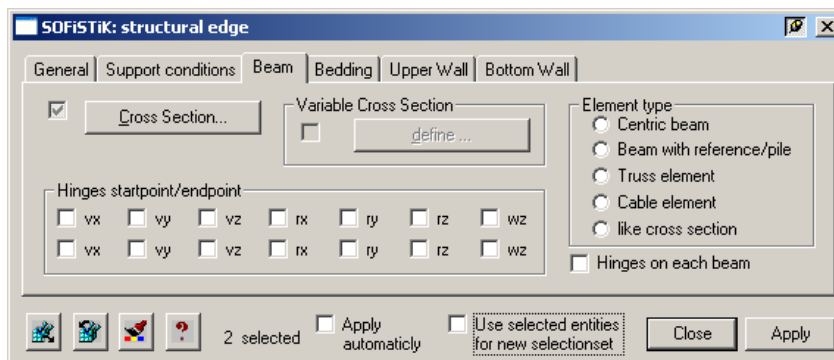 SOFiSTiK: structural edge
General Support conditions Beam Bedding Upper Wall Bottom Wall
Cross Section...
Variable Cross Section
define ...
Element type
Centric beam
Beam with reference/pile
Truss element
Cable element
like cross section
Hinges startpoint/endpoint
vx vy vz rx ry rz wz
vx vy vz rx ry rz wz
Hinges on each beam
? 2 selected
Apply
automaticly
Use selected entities
for new selectionset
Close Apply